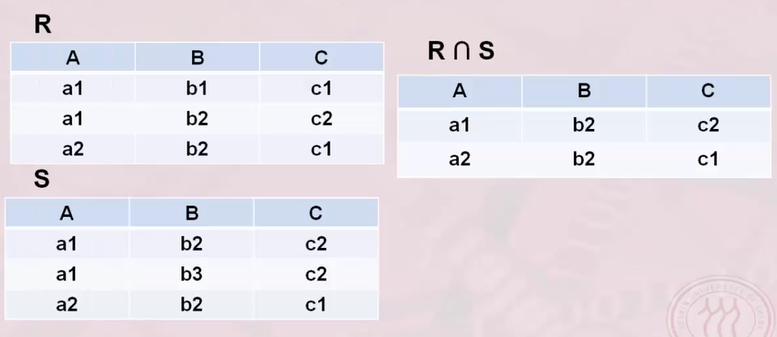 R
A B C
a1 b1 c1
a1 b2 c2
a2 b2 c1
S
A B C
a1 b2 c2
a1 b3 c2
a2 b2 c1
R ∩ S
A B C
a1 b2 c2
a2 b2 c1